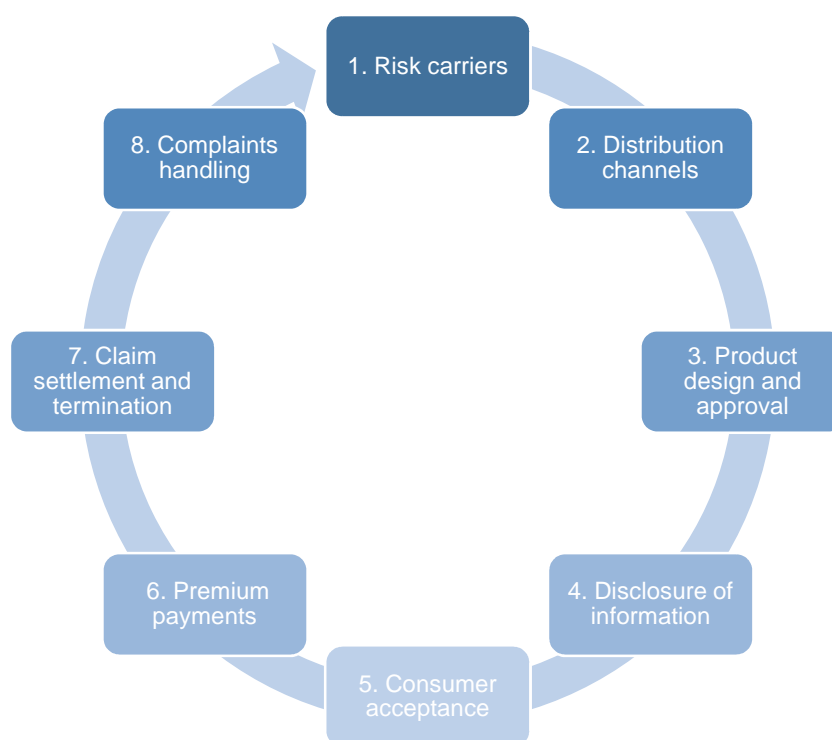 1. Risk carriers
2. Distribution
channels
3. Product
design and
approval
4. Disclosure of
information
5. Consumer
acceptance
6. Premium
payments
7. Claim
settlement and
termination
8. Complaints
handling